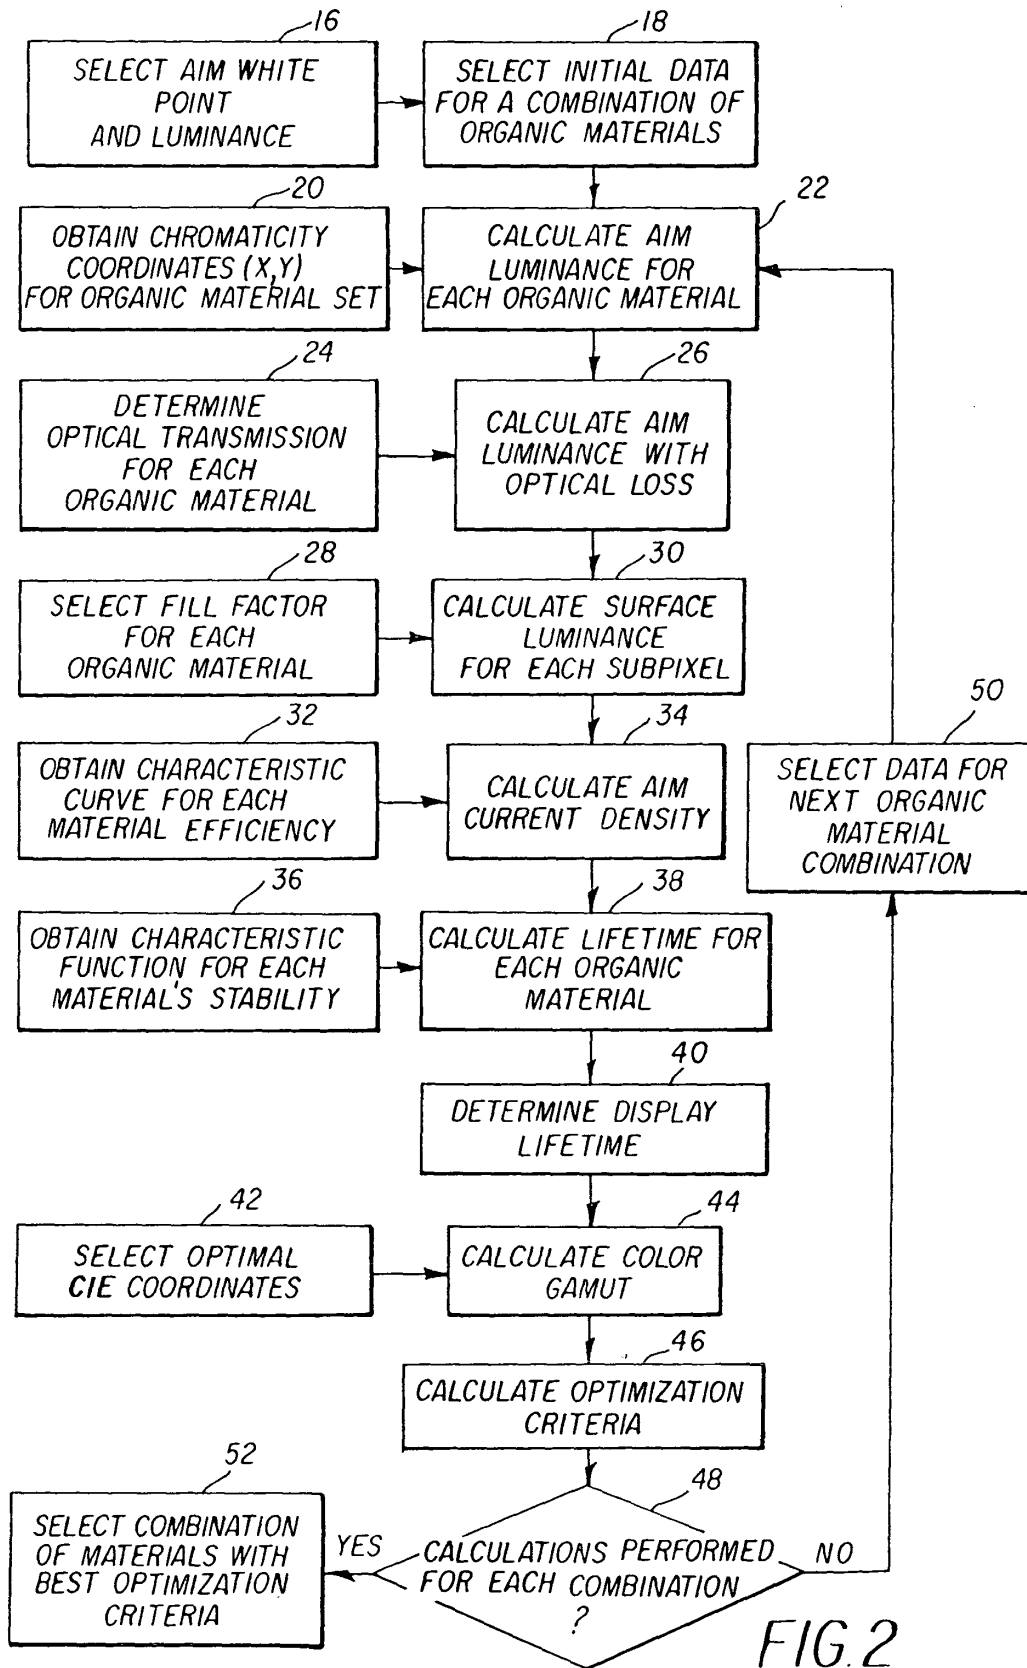 16
SELECT AIM WHITE
POINT
AND LUMINANCE
18
SELECT INITIAL DATA
FOR A COMBINATION OF
ORGANIC MATERIALS
20
OBTAIN CHROMATICITY
COORDINATES (X,Y)
FOR ORGANIC MATERIAL SET
22
CALCULATE AIM
LUMINANCE FOR
EACH ORGANIC MATERIAL
24
DETERMINE
OPTICAL TRANSMISSION
FOR EACH
ORGANIC MATERIAL
26
CALCULATE AIM
LUMINANCE WITH
OPTICAL LOSS
28
SELECT FILL FACTOR
FOR EACH
ORGANIC MATERIAL
30
CALCULATE SURFACE
LUMINANCE
FOR EACH SUBPIXEL
32
OBTAIN CHARACTERISTIC
CURVE FOR EACH
MATERIAL EFFICIENCY
34
CALCULATE AIM
CURRENT DENSITY
50
SELECT DATA FOR
NEXT ORGANIC
MATERIAL
COMBINATION
36
OBTAIN CHARACTERISTIC
FUNCTION FOR EACH
MATERIAL'S STABILITY
38
CALCULATE LIFETIME FOR
EACH ORGANIC
MATERIAL
40
DETERMINE DISPLAY
LIFETIME
42
SELECT OPTIMAL
CIE COORDINATES
44
CALCULATE COLOR
GAMUT
46
CALCULATE OPTIMIZATION
CRITERIA
52
SELECT COMBINATION
OF MATERIALS WITH
BEST OPTIMIZATION
CRITERIA
YES
48
CALCULATIONS PERFORMED
FOR EACH COMBINATION
?
NO
FIG. 2